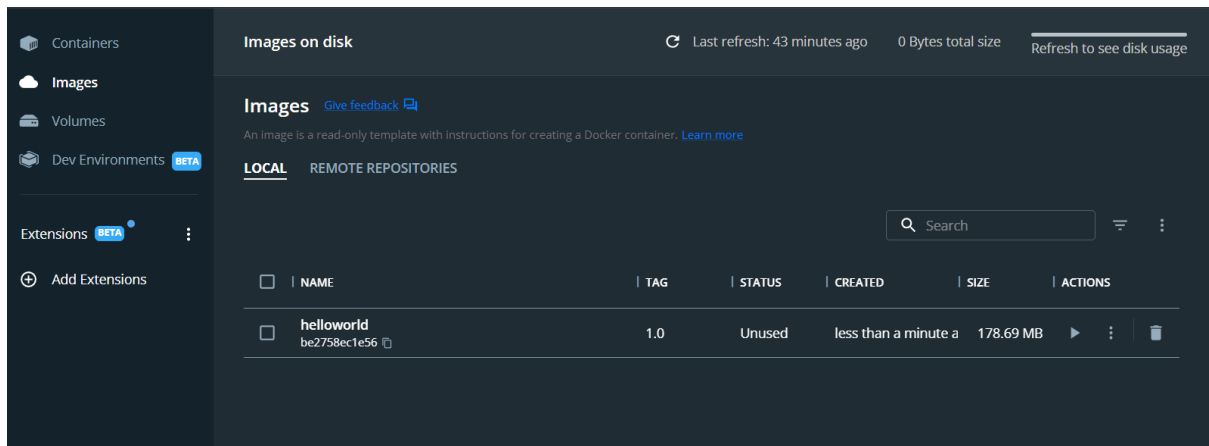 Containers
Images
Volumes
Dev Environments BETA
Extensions BETA
Add Extensions
Images on disk
Last refresh: 43 minutes ago
0 Bytes total size
Refresh to see disk usage
Images Give feedback
An image is a read-only template with instructions for creating a Docker container. Learn more
LOCAL REMOTE REPOSITORIES
Search
NAME TAG STATUS CREATED SIZE ACTIONS
helloworld 1.0 Unused less than a minute a 178.69 MB
be2758ec1e56